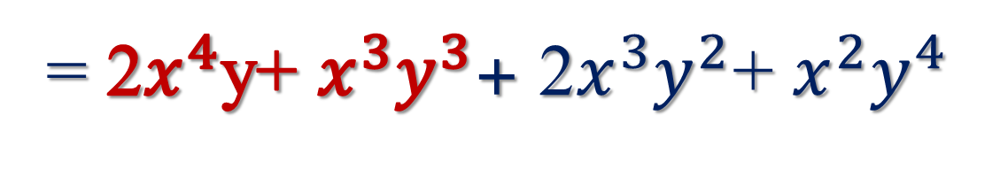 = 2x⁴y+ x³y³+ 2x³y²+ x²y⁴